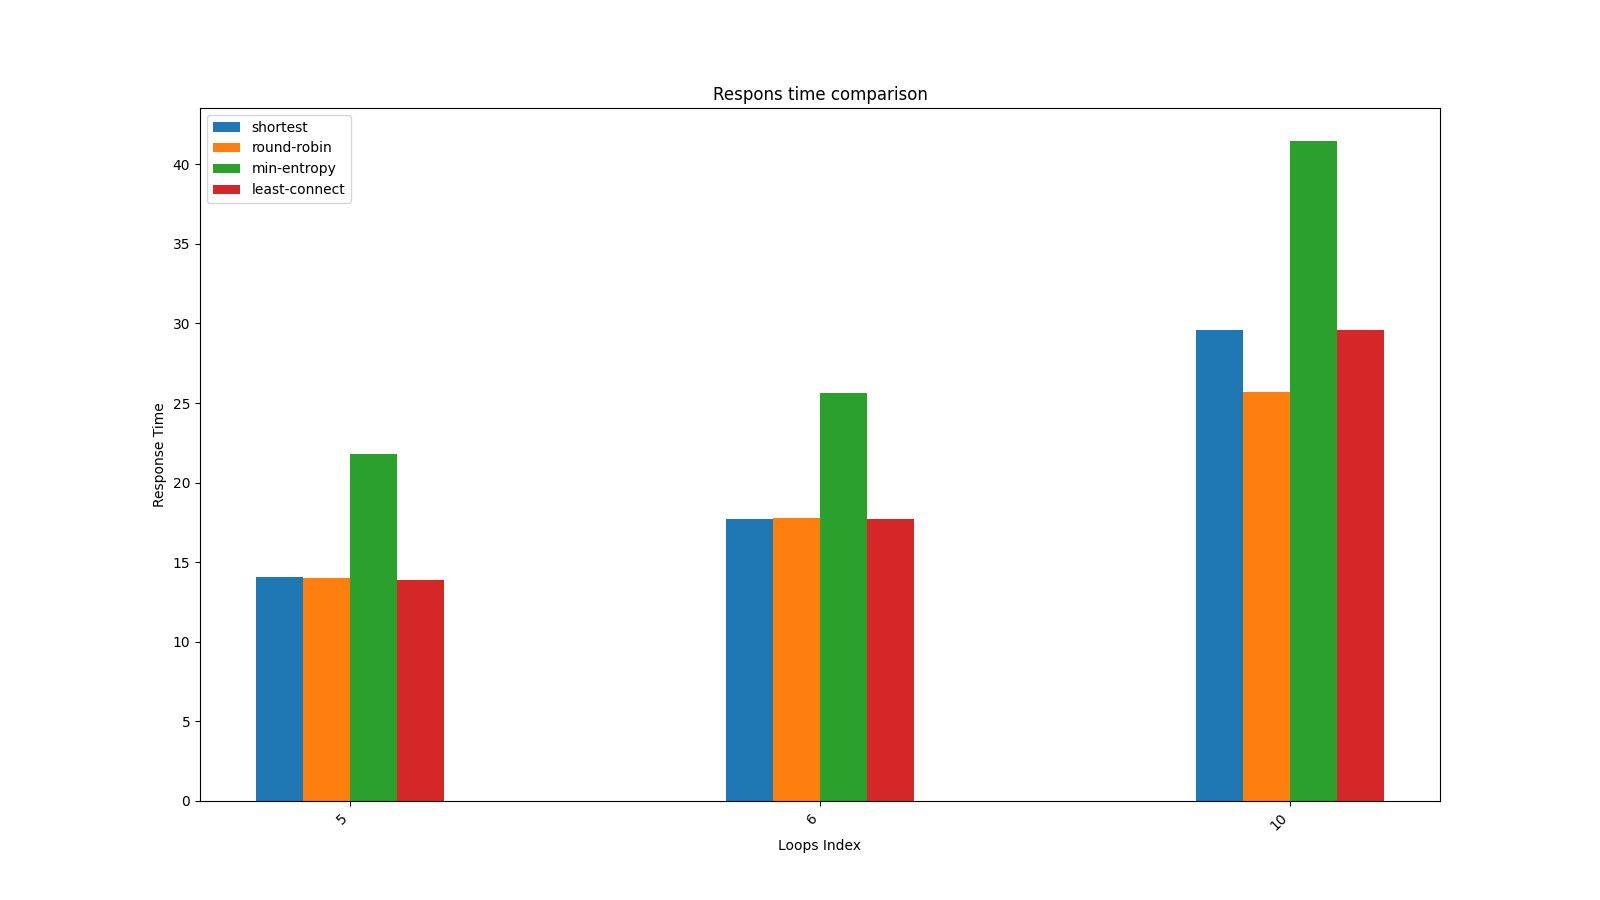 Respons time comparison
shortest
round-robin
min-entropy
least-connect
40
35
30
25
20
15
10
5
0
Response Time
5
6
10
Loops Index